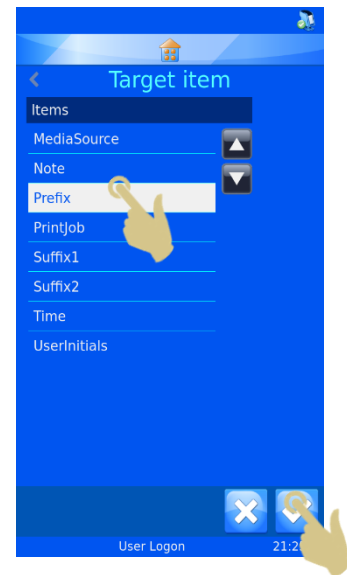 Target item
Items
MediaSource
Note
Prefix
PrintJob
Suffix1
Suffix2
Time
UserInitials
User Logon